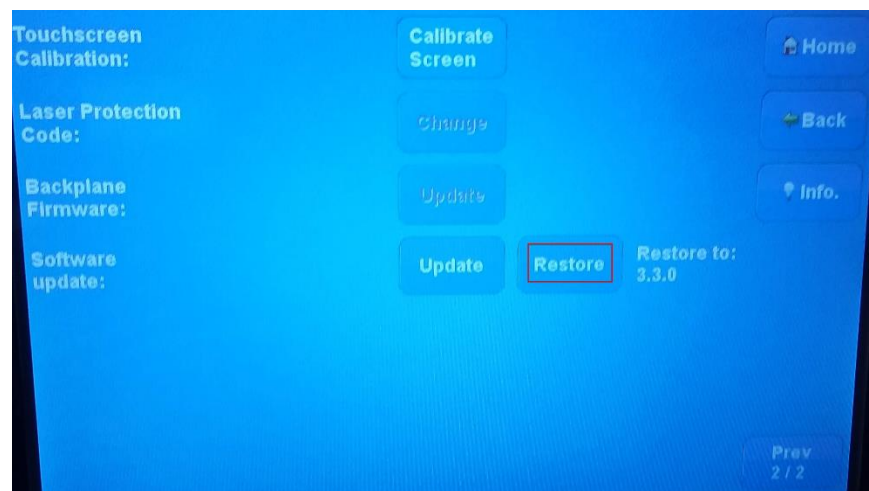 Touchscreen
Calibration:
Calibrate
Screen
Home
Laser Protection
Code:
Change
Back
Backplane
Firmware:
Update
Info.
Software
update:
Update
Restore
Restore to:
3.3.0
Prev
2 / 2